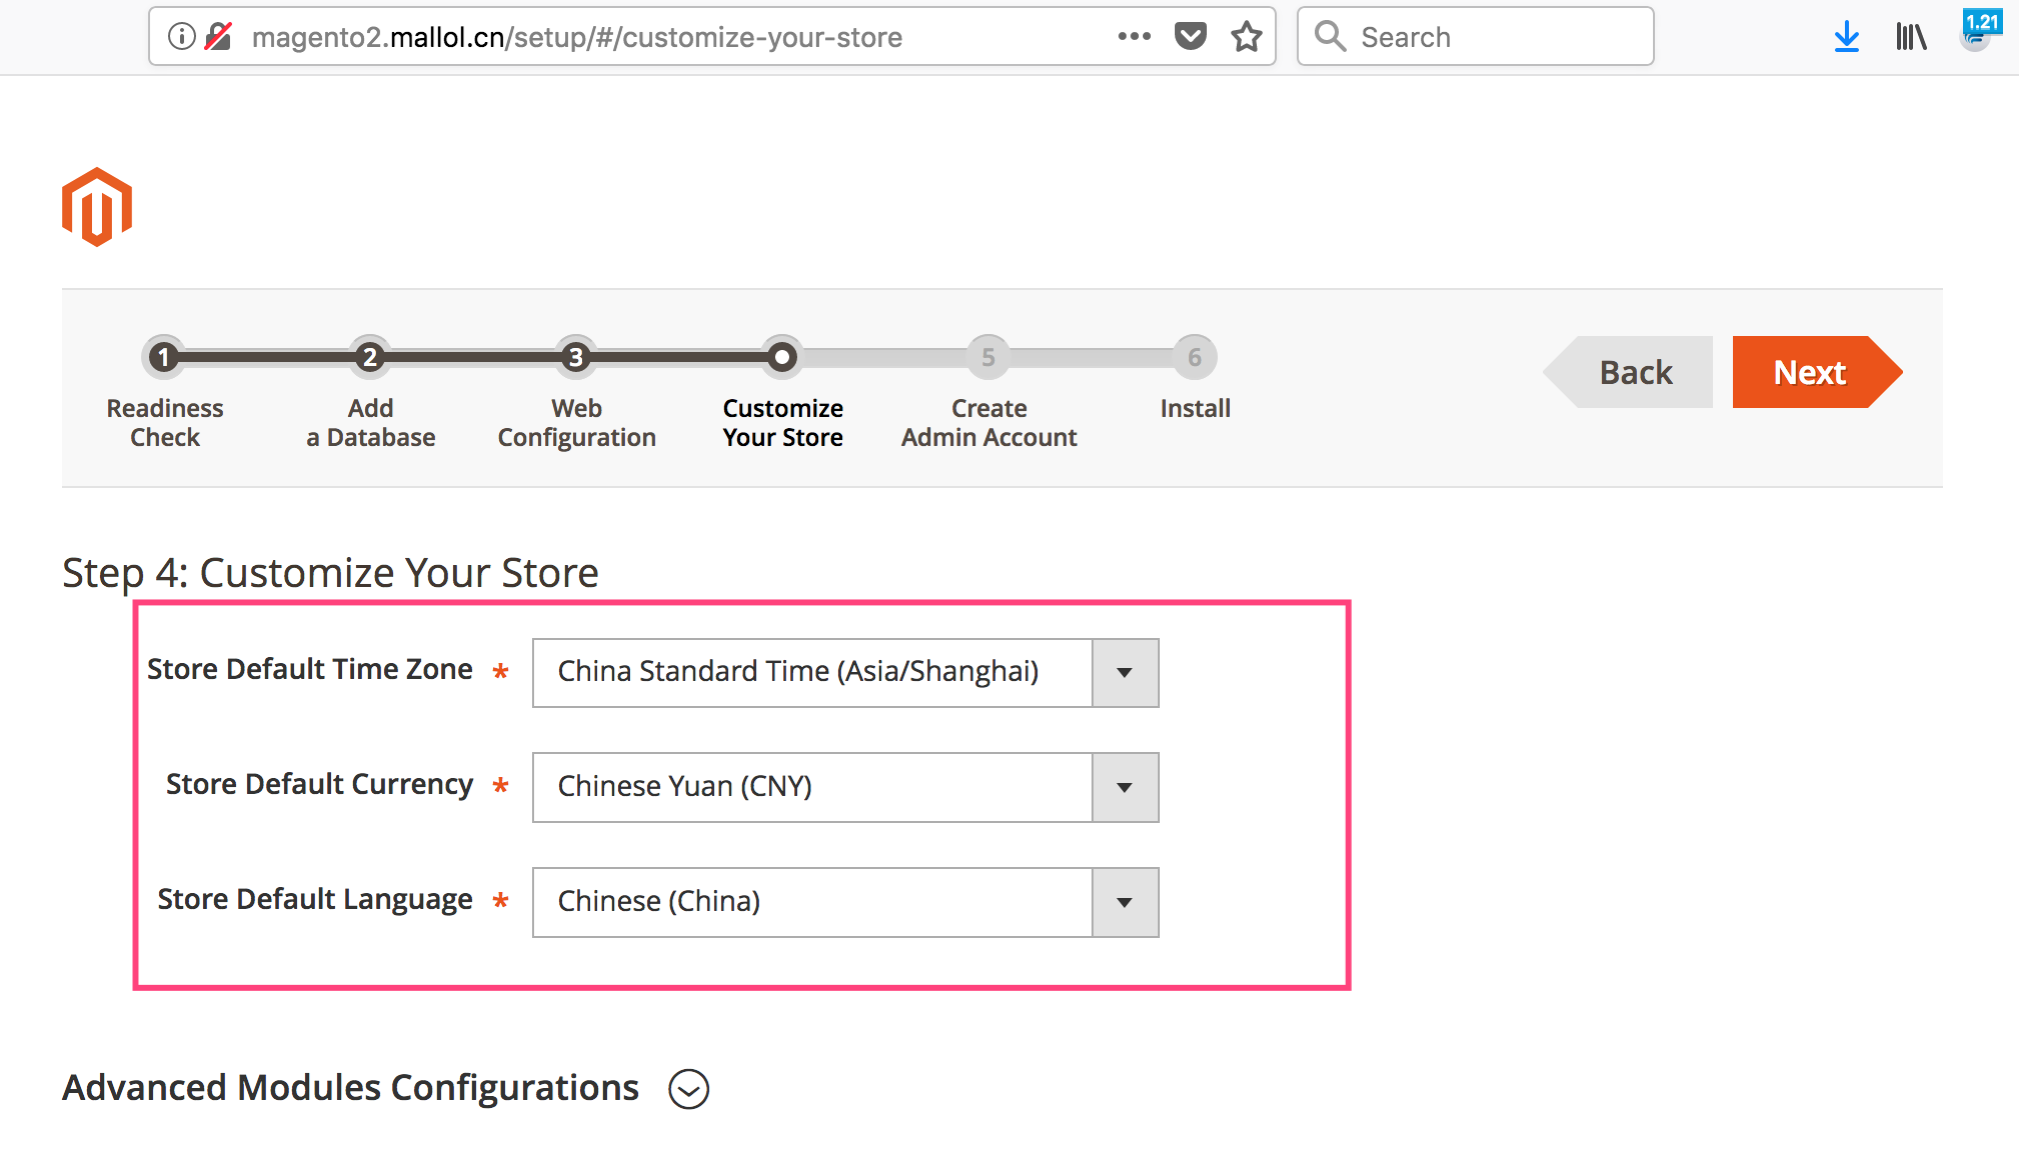 magento2.mallol.cn/setup/#/customize-your-store
Search
1.21
1
2
3
5
6
Readiness
Check
Add
a Database
Web
Configuration
Customize
Your Store
Create
Admin Account
Install
Back
Next
Step 4: Customize Your Store
Store Default Time Zone *
China Standard Time (Asia/Shanghai)
Store Default Currency *
Chinese Yuan (CNY)
Store Default Language *
Chinese (China)
Advanced Modules Configurations